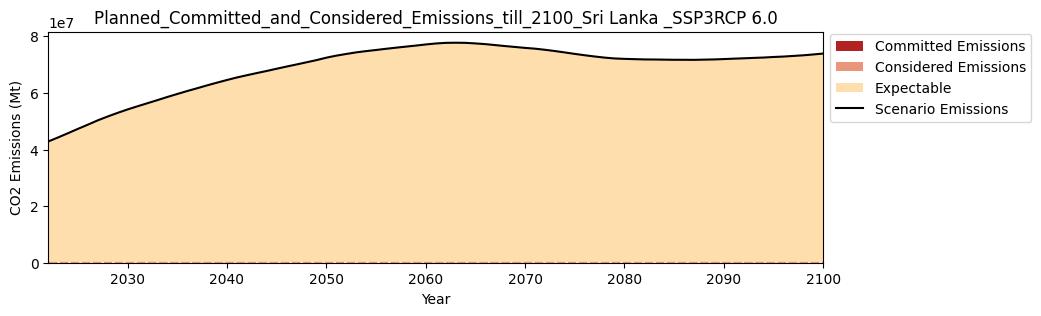 Planned_Committed_and_Considered_Emissions_till_2100_Sri Lanka _SSP3RCP 6.0
1e7
8
6
4
2
0
CO2 Emissions (Mt)
2030 2040 2050 2060 2070 2080 2090 2100
Year
Committed Emissions
Considered Emissions
Expectable
Scenario Emissions